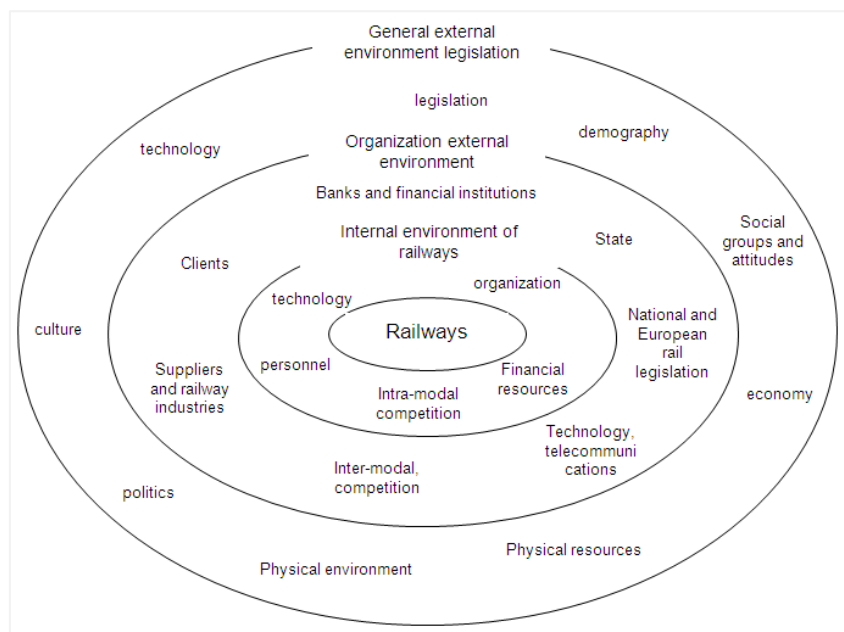 General external
environment legislation
legislation
demography
technology
Organization external
environment
Banks and financial institutions
Social
groups and
attitudes
State
Internal environment of
railways
Clients
organization
technology
National and
European
rail
legislation
culture
Railways
personnel
Suppliers
and railway
industries
Financial
resources
Intra-modal
competition
economy
Technology,
telecommuni
cations
Inter-modal,
competition
politics
Physical resources
Physical environment